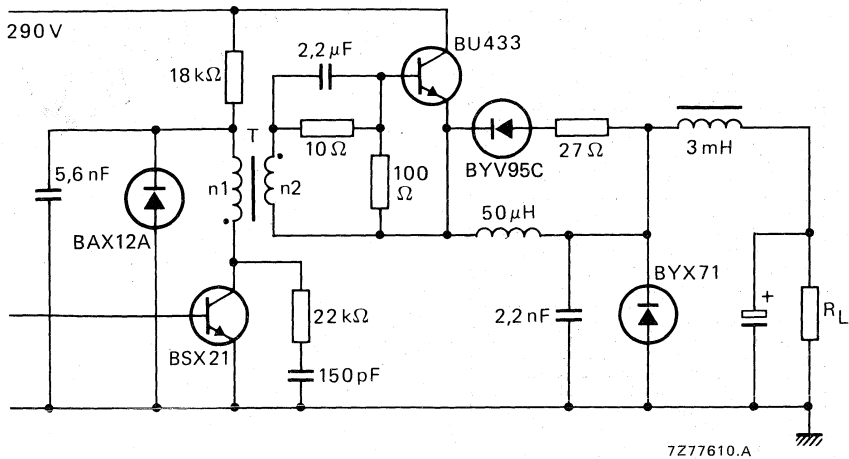 290 V
18 kΩ
2,2 μF
BU433
T
10 Ω
100
Ω
BYV95C
27 Ω
3 mH
5,6 nF
n1
n2
BAX12A
50 μH
BYX71
22 kΩ
2,2 nF
+
R L
BSX21
150 pF
7Z77610.A